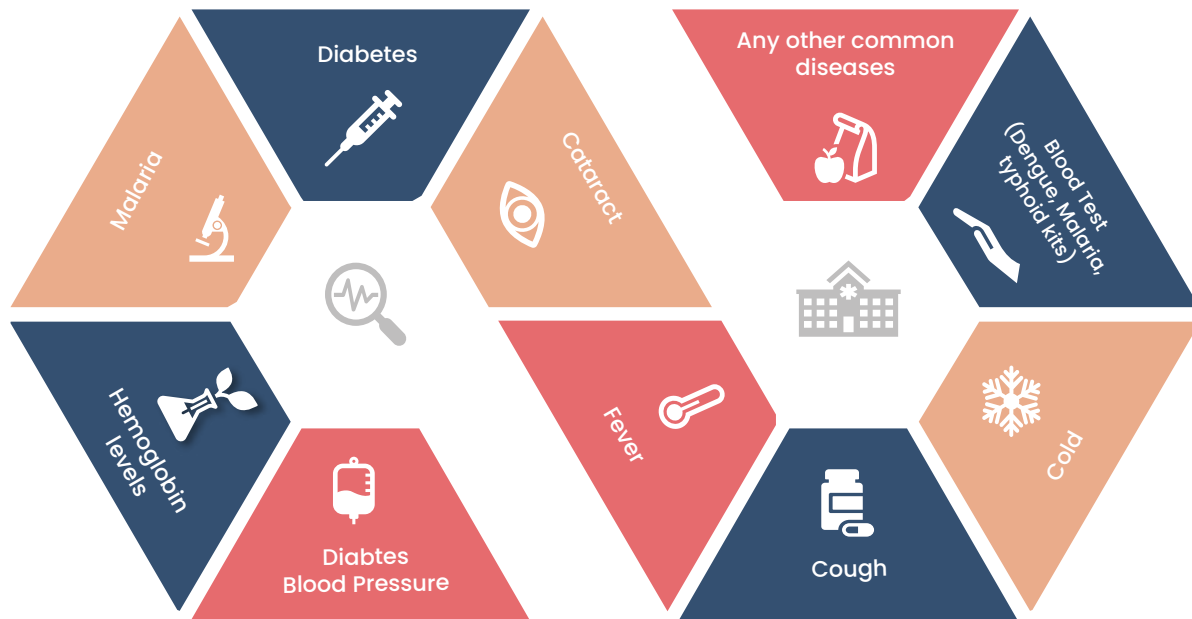 Diabetes
Malaria
Cataract
Hemoglobin
levels
Diabtes
Blood Pressure
Any other common
diseases
Blood Test
(Dengue, Malaria,
typhoid kits)
Fever
Cold
Cough